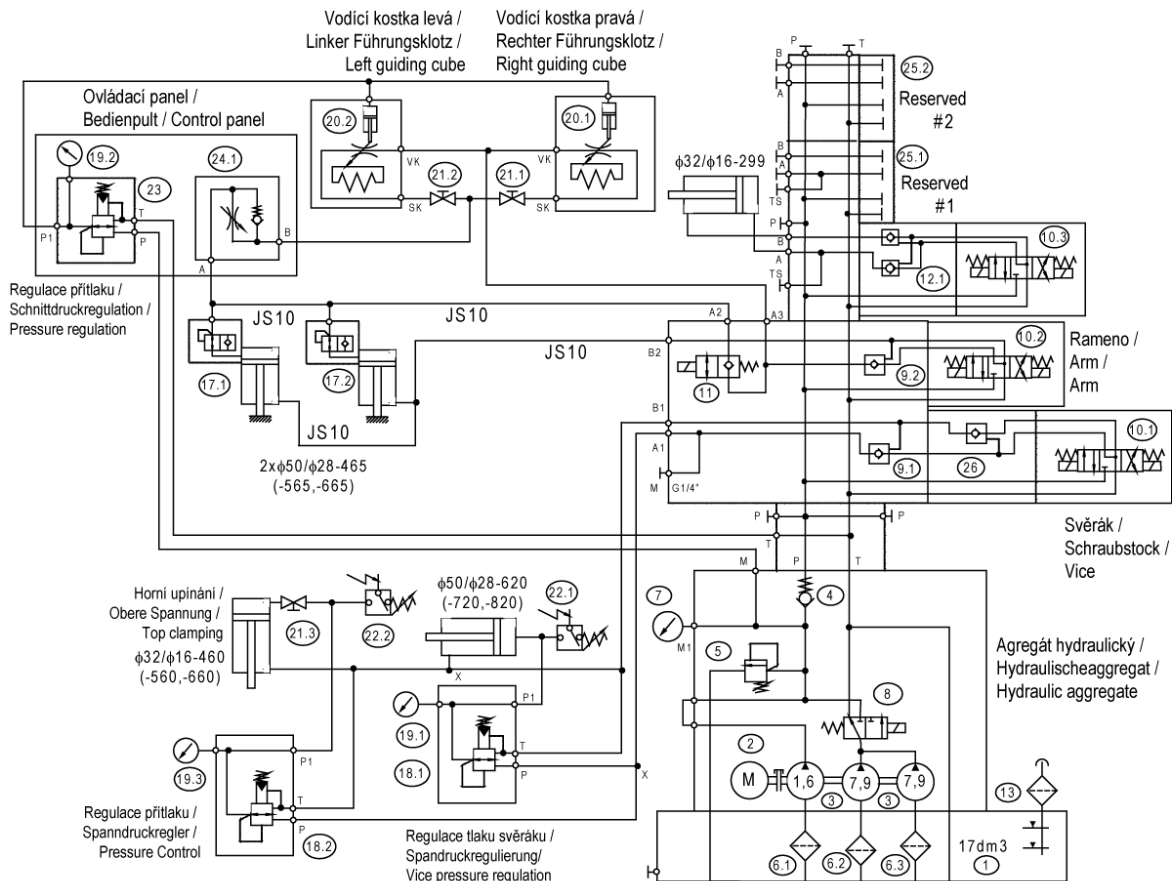 Vodící kostka levá /
Linker Führungsklotz /
Left guiding cube
Vodící kostka pravá /
Rechter Führungsklotz /
Right guiding cube
P
T
B
A
25.2
Reserved
#2
Ovládací panel /
Bedienpult / Control panel
19.2
24.1
23
T
P
P1
B
A
20.2
20.1
VK
VK
21.2
21.1
SK
SK
ϕ32/ϕ16-299
B
A
TS
25.1
Reserved
#1
P
B
A
TS
12.1
10.3
Regulace přítlaku /
Schnittdruckregulation /
Pressure regulation
JS10
JS10
JS10
17.1
17.2
JS10
2xϕ50/ϕ28-465
(-565,-665)
A2
A3
B2
11
9.2
10.2
Rameno /
Arm /
Arm
B1
A1
M
G1/4"
9.1
26
10.1
Svěrák /
Schraubstock /
Vice
P
P
T
M
P
T
Horní upínání /
Obere Spannung /
Top clamping
ϕ32/ϕ16-460
(-560,-660)
21.3
22.2
ϕ50/ϕ28-620
(-720,-820)
22.1
X
P1
19.1
18.1
T
P
X
19.3
P1
T
P
18.2
Regulace přítlaku /
Spanndruckregler /
Pressure Control
Regulace tlaku svěráku /
Spandruckregulierung/
Vice pressure regulation
7
M1
4
5
8
Agregát hydraulický /
Hydraulischeaggregat /
Hydraulic aggregate
2
M
1,6
7,9
7,9
3
3
13
6.1
6.2
6.3
17dm3
1